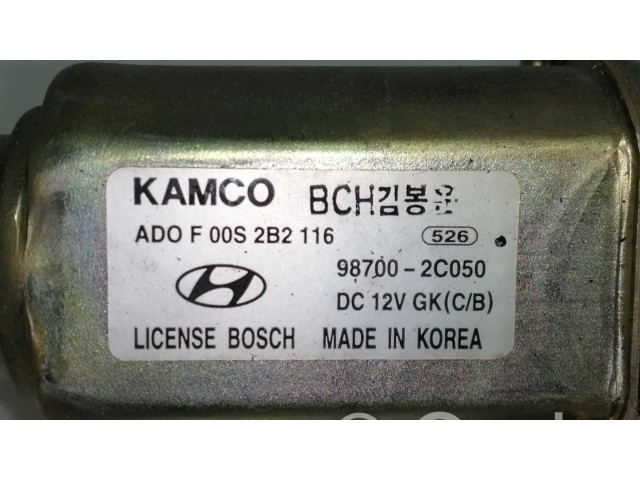 KAMCO BCH김봉운
ADO F 00S 2B2 116 526
98700-2C050
DC 12V GK(C/B)
LICENSE BOSCH MADE IN KOREA